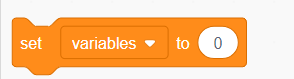 set variables to 0